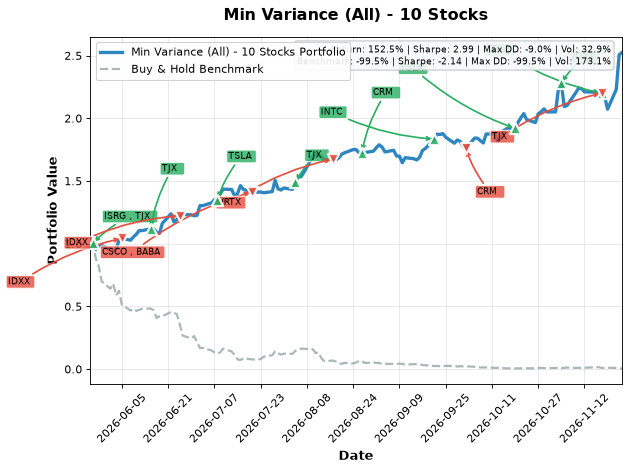 Min Variance (All) - 10 Stocks
Min Variance (All) - 10 Stocks Portfolio
Buy & Hold Benchmark
152.5% | Sharpe: 2.99 | Max DD: -9.0% | Vol: 32.9%
-99.5% | Sharpe: -2.14 | Max DD: -99.5% | Vol: 173.1%
CRM
INTC
TJX
TJX
TSLA
TJX
ISRG , TJX
RTX
CRM
IDXX
CSCO , BABA
IDXX
Portfolio Value
2.5
2.0
1.5
1.0
0.5
0.0
2026-06-05
2026-06-21
2026-07-07
2026-07-23
2026-08-08
2026-08-24
2026-09-09
2026-09-25
2026-10-11
2026-10-27
2026-11-12
Date